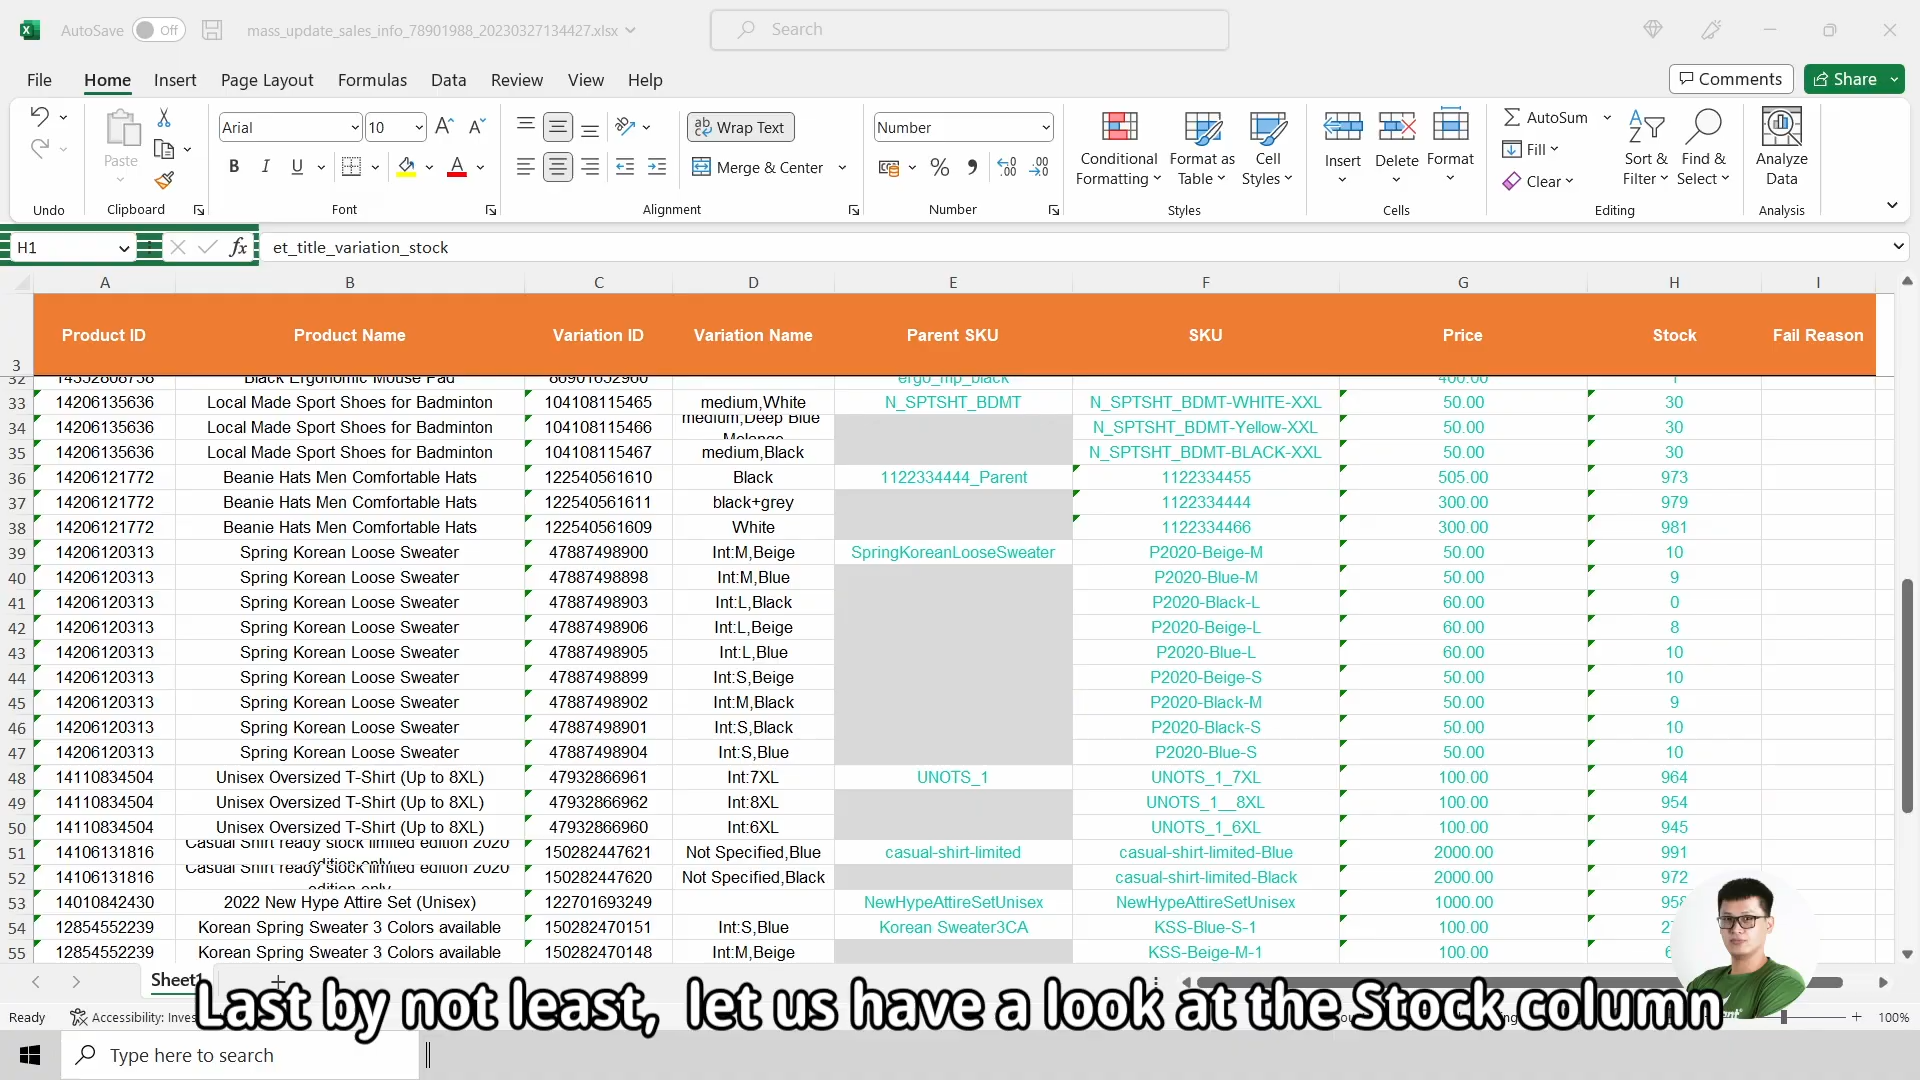 AutoSave Off mass_update_sales_info_78901988_20230327134427.xlsx Search
File Home Insert Page Layout Formulas Data Review View Help Comments Share
Paste Arial 10 Wrap Text Number Conditional Formatting Format as Table Cell Styles Insert Delete Format AutoSum Fill Clear Sort & Filter Find & Select Analyze Data
B I U Merge & Center
Undo Clipboard Font Alignment Number Styles Cells Editing Analysis
H1 fx et_title_variation_stock
A B C D E F G H I
3 Product ID Product Name Variation ID Variation Name Parent SKU SKU Price Stock Fail Reason
32 14352808738 Black Ergonomic Mouse Pad 86901652960 ergo_mp_black 400.00 1
33 14206135636 Local Made Sport Shoes for Badminton 104108115465 medium,White N_SPTSHT_BDMT N_SPTSHT_BDMT-WHITE-XXL 50.00 30
34 14206135636 Local Made Sport Shoes for Badminton 104108115466 medium,Deep Blue Melange N_SPTSHT_BDMT-Yellow-XXL 50.00 30
35 14206135636 Local Made Sport Shoes for Badminton 104108115467 medium,Black N_SPTSHT_BDMT-BLACK-XXL 50.00 30
36 14206121772 Beanie Hats Men Comfortable Hats 122540561610 Black 1122334444_Parent 1122334455 505.00 973
37 14206121772 Beanie Hats Men Comfortable Hats 122540561611 black+grey 1122334444 300.00 979
38 14206121772 Beanie Hats Men Comfortable Hats 122540561609 White 1122334466 300.00 981
39 14206120313 Spring Korean Loose Sweater 47887498900 Int:M,Beige SpringKoreanLooseSweater P2020-Beige-M 50.00 10
40 14206120313 Spring Korean Loose Sweater 47887498898 Int:M,Blue P2020-Blue-M 50.00 9
41 14206120313 Spring Korean Loose Sweater 47887498903 Int:L,Black P2020-Black-L 60.00 0
42 14206120313 Spring Korean Loose Sweater 47887498906 Int:L,Beige P2020-Beige-L 60.00 8
43 14206120313 Spring Korean Loose Sweater 47887498905 Int:L,Blue P2020-Blue-L 60.00 10
44 14206120313 Spring Korean Loose Sweater 47887498899 Int:S,Beige P2020-Beige-S 50.00 10
45 14206120313 Spring Korean Loose Sweater 47887498902 Int:M,Black P2020-Black-M 50.00 9
46 14206120313 Spring Korean Loose Sweater 47887498901 Int:S,Black P2020-Black-S 50.00 10
47 14206120313 Spring Korean Loose Sweater 47887498904 Int:S,Blue P2020-Blue-S 50.00 10
48 14110834504 Unisex Oversized T-Shirt (Up to 8XL) 47932866961 Int:7XL UNOTS_1 UNOTS_1_7XL 100.00 964
49 14110834504 Unisex Oversized T-Shirt (Up to 8XL) 47932866962 Int:8XL UNOTS_1__8XL 100.00 954
50 14110834504 Unisex Oversized T-Shirt (Up to 8XL) 47932866960 Int:6XL UNOTS_1_6XL 100.00 945
51 14106131816 Casual Shirt ready stock limited edition 2020 edition only 150282447621 Not Specified,Blue casual-shirt-limited casual-shirt-limited-Blue 2000.00 991
52 14106131816 Casual Shirt ready stock limited edition 2020 edition only 150282447620 Not Specified,Black casual-shirt-limited-Black 2000.00 972
53 14010842430 2022 New Hype Attire Set (Unisex) 122701693249 NewHypeAttireSetUnisex NewHypeAttireSetUnisex 1000.00 958
54 12854552239 Korean Spring Sweater 3 Colors available 150282470151 Int:S,Blue Korean Sweater3CA KSS-Blue-S-1 100.00
55 12854552239 Korean Spring Sweater 3 Colors available 150282470148 Int:M,Beige KSS-Beige-M-1 100.00
Sheet1
Last by not least, let us have a look at the Stock column
Ready Accessibility: 100%
Type here to search